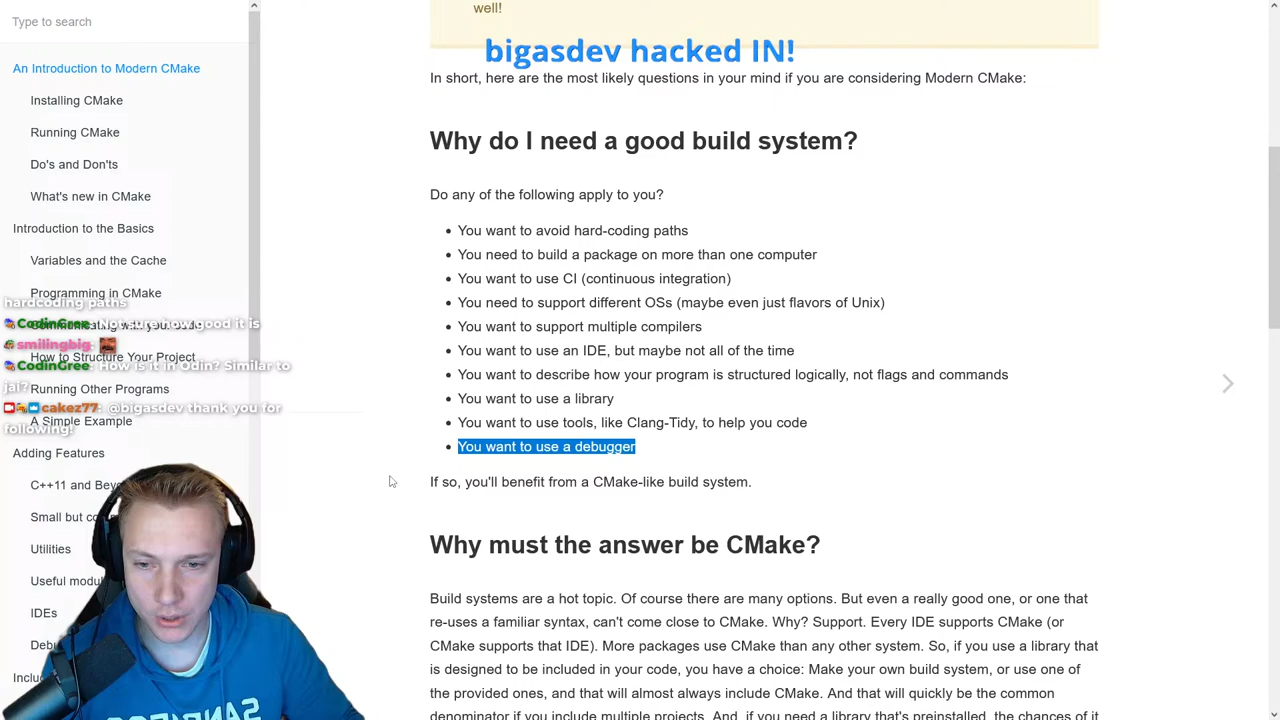 Type to search
An Introduction to Modern CMake
Installing CMake
Running CMake
Do's and Don'ts
What's new in CMake
Introduction to the Basics
Variables and the Cache
Programming in CMake
How to Structure Your Project
Running Other Programs
A Simple Example
Adding Features
C++11 and Bey
Small but co
Utilities
Useful modu
IDEs
Deb
Inclu
hardcoding paths
CodinGree: Not sure how good it is
smilingbig:
CodinGree: How is it in Odin? Similar to
jai?
cakez77: @bigasdev thank you for
following!
well!
bigasdev hacked IN!
In short, here are the most likely questions in your mind if you are considering Modern CMake:
Why do I need a good build system?
Do any of the following apply to you?
• You want to avoid hard-coding paths
• You need to build a package on more than one computer
• You want to use CI (continuous integration)
• You need to support different OSs (maybe even just flavors of Unix)
• You want to support multiple compilers
• You want to use an IDE, but maybe not all of the time
• You want to describe how your program is structured logically, not flags and commands
• You want to use a library
• You want to use tools, like Clang-Tidy, to help you code
• You want to use a debugger
If so, you'll benefit from a CMake-like build system.
Why must the answer be CMake?
Build systems are a hot topic. Of course there are many options. But even a really good one, or one that
re-uses a familiar syntax, can't come close to CMake. Why? Support. Every IDE supports CMake (or
CMake supports that IDE). More packages use CMake than any other system. So, if you use a library that
is designed to be included in your code, you have a choice: Make your own build system, or use one of
the provided ones, and that will almost always include CMake. And that will quickly be the common
denominator if you include multiple projects. And, if you need a library that's preinstalled, the chances of it
SAN